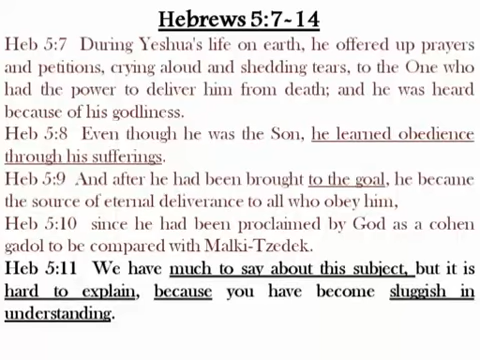 Hebrews 5:7-14
Heb 5:7 During Yeshua's life on earth, he offered up prayers
and petitions, crying aloud and shedding tears, to the One who
had the power to deliver him from death; and he was heard
because of his godliness.
Heb 5:8 Even though he was the Son, he learned obedience
through his sufferings.
Heb 5:9 And after he had been brought to the goal, he became
the source of eternal deliverance to all who obey him,
Heb 5:10 since he had been proclaimed by God as a cohen
gadol to be compared with Malki-Tzedek.
Heb 5:11 We have much to say about this subject, but it is
hard to explain, because you have become sluggish in
understanding.